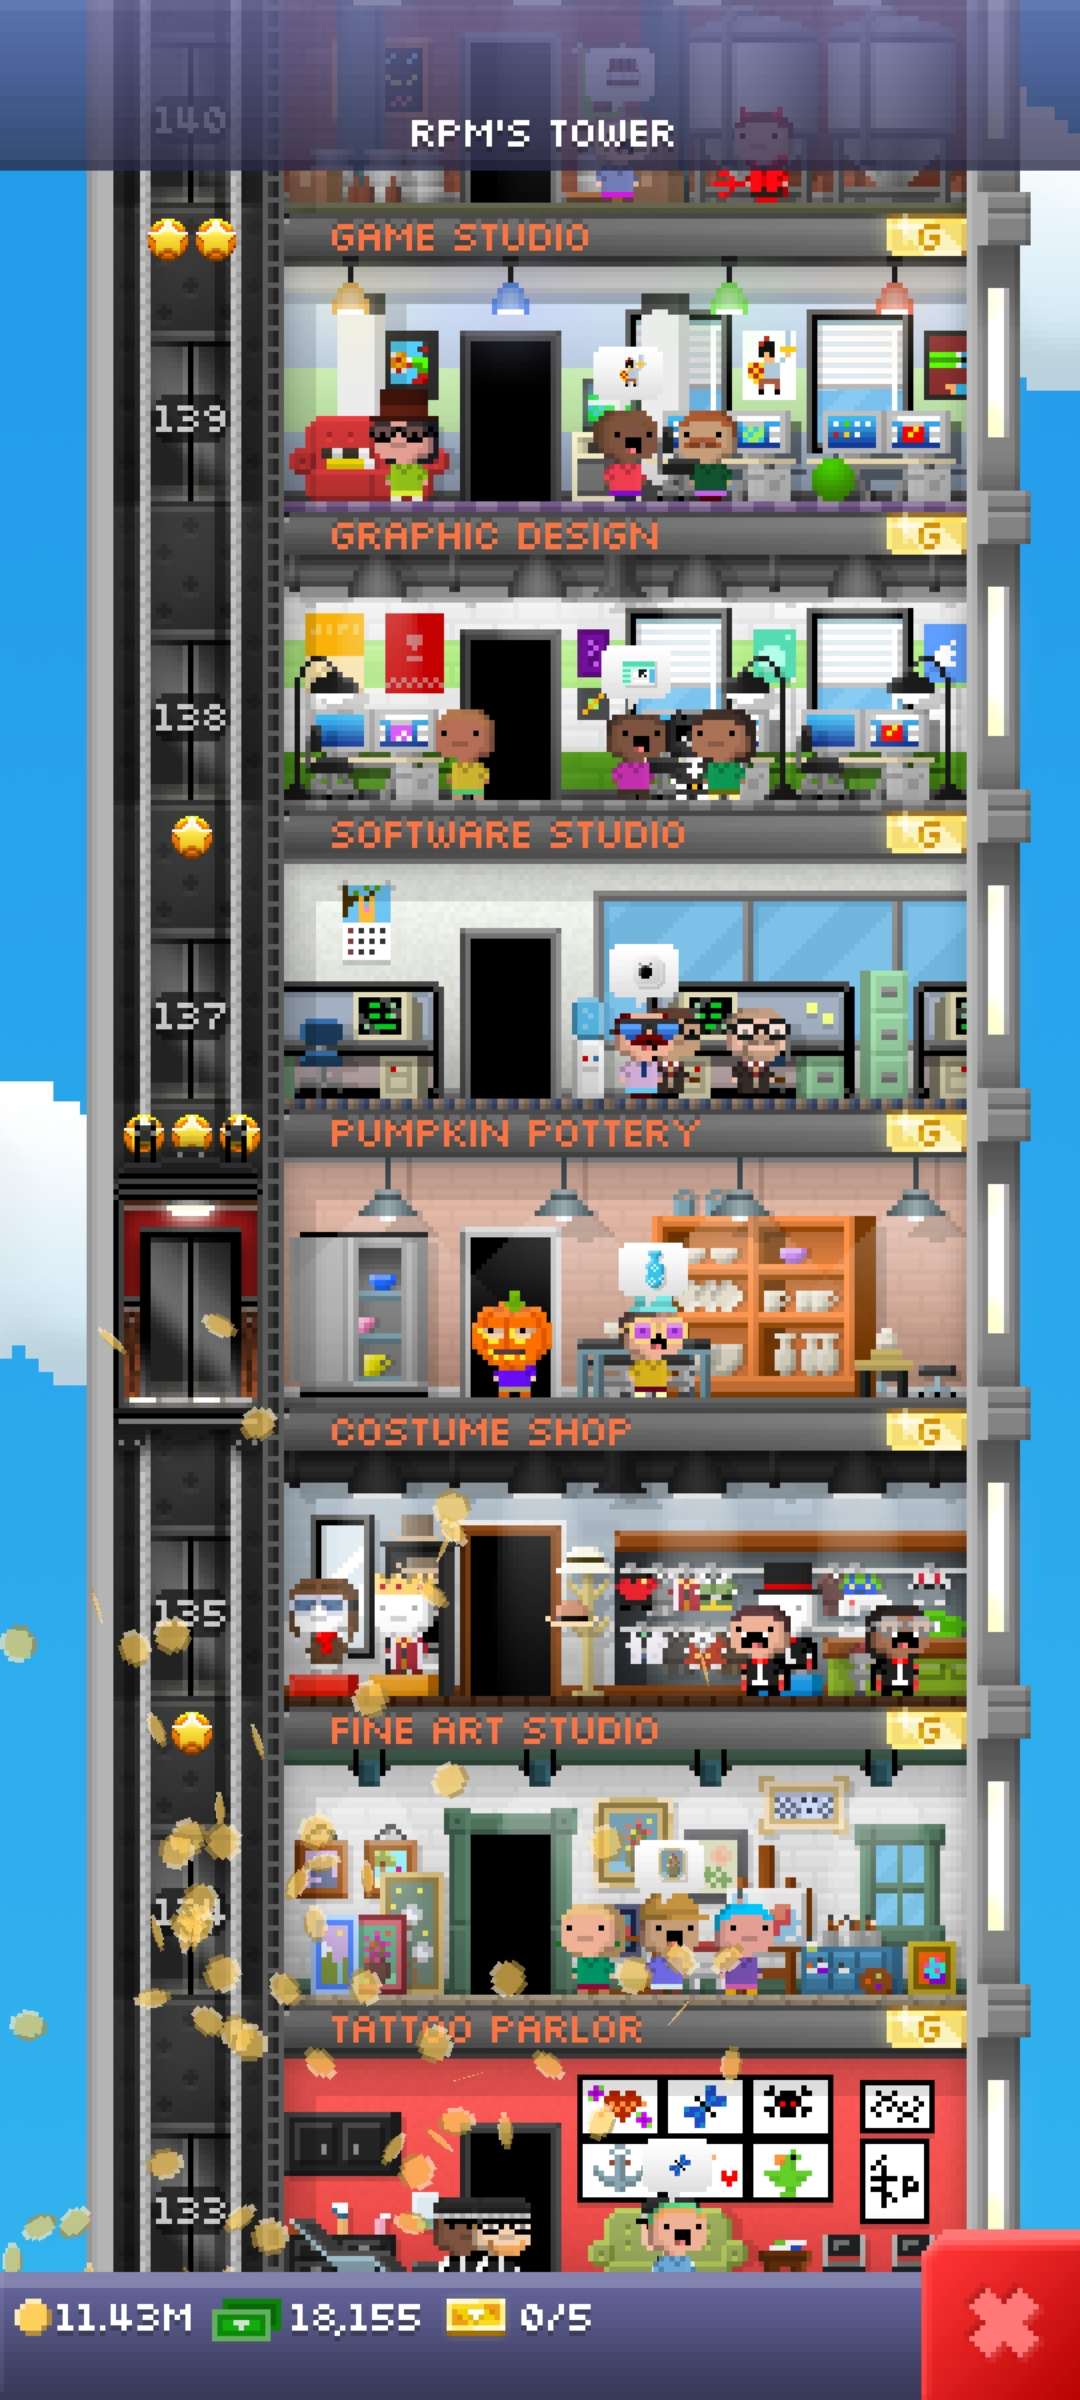 140
RPM'S TOWER
GAME STUDIO G
139
GRAPHIC DESIGN G
138
SOFTWARE STUDIO G
137
PUMPKIN POTTERY G
COSTUME SHOP G
135
FINE ART STUDIO G
134
TATTOO PARLOR G
133
11.43M 18,155 0/5